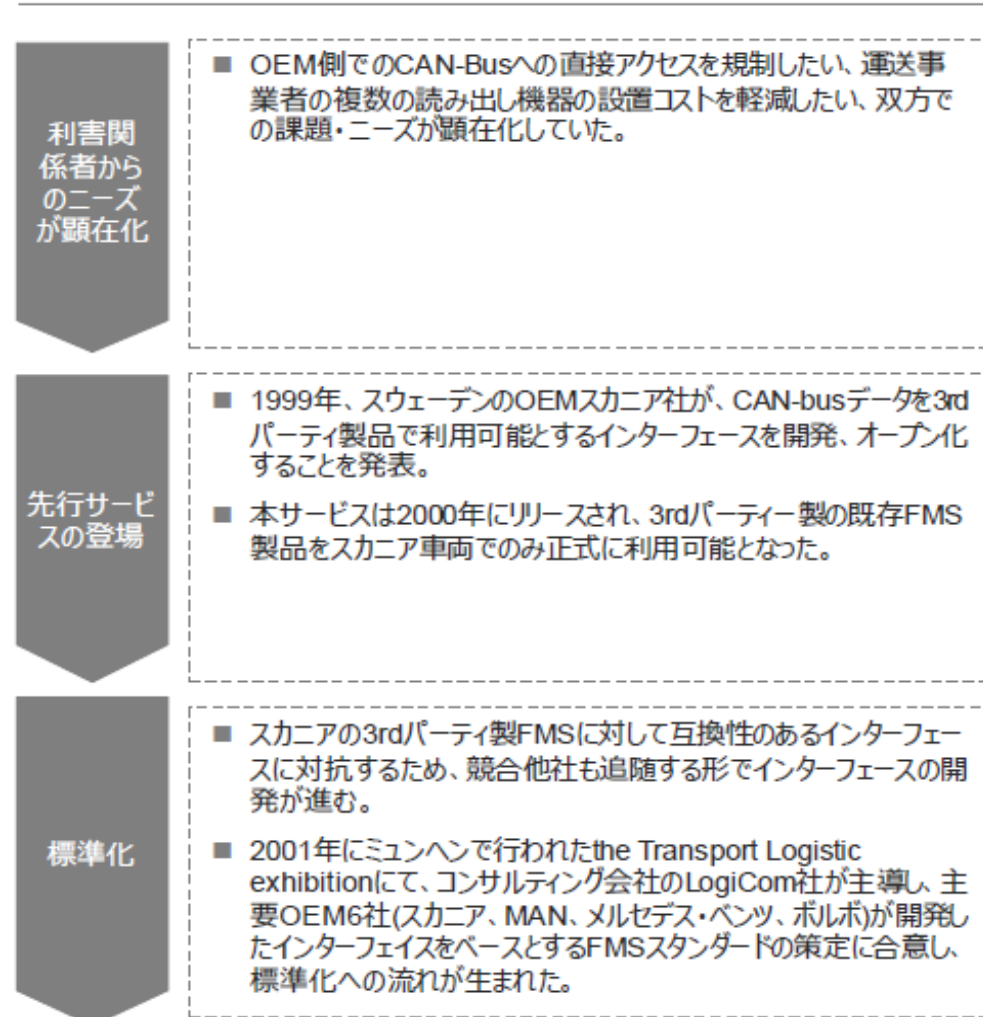 利害関
係者から
のニーズ
が顕在化
■ OEM側でのCAN-Busへの直接アクセスを規制したい、運送事
業者の複数の読み出し機器の設置コストを軽減したい、双方で
の課題・ニーズが顕在化していた。
先行サービ
スの登場
■ 1999年、スウェーデンのOEMスカニア社が、CAN-busデータを3rd
パーティ製品で利用可能とするインターフェースを開発、オープン化
することを発表。
■ 本サービスは2000年にリリースされ、3rdパーティー製の既存FMS
製品をスカニア車両でのみ正式に利用可能となった。
標準化
■ スカニアの3rdパーティ製FMSに対して互換性のあるインターフェー
スに対抗するため、競合他社も追随する形でインターフェースの開
発が進む。
■ 2001年にミュンヘンで行われたthe Transport Logistic
exhibitionにて、コンサルティング会社のLogiCom社が主導し、主
要OEM6社(スカニア、MAN、メルセデス・ベンツ、ボルボ)が開発し
たインターフェイスをベースとするFMSスタンダードの策定に合意し、
標準化への流れが生まれた。